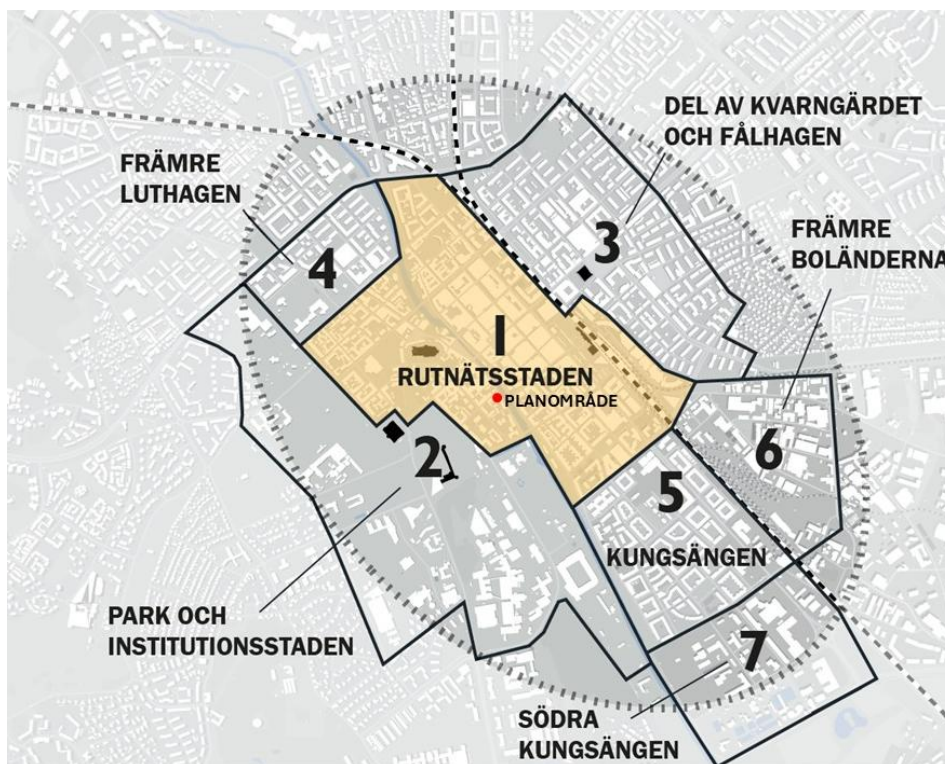 DEL AV KVARNGÄRDET
OCH FÅLHAGEN
FRÄMRE
LUTHAGEN
FRÄMRE
BOLÄNDERNA
3
4
1
RUTNÄTSSTADEN
PLANOMRÅDE
2
6
5
KUNGSÄNGEN
PARK OCH
INSTITUTIONSSTADEN
7
SÖDRA
KUNGSÄNGEN